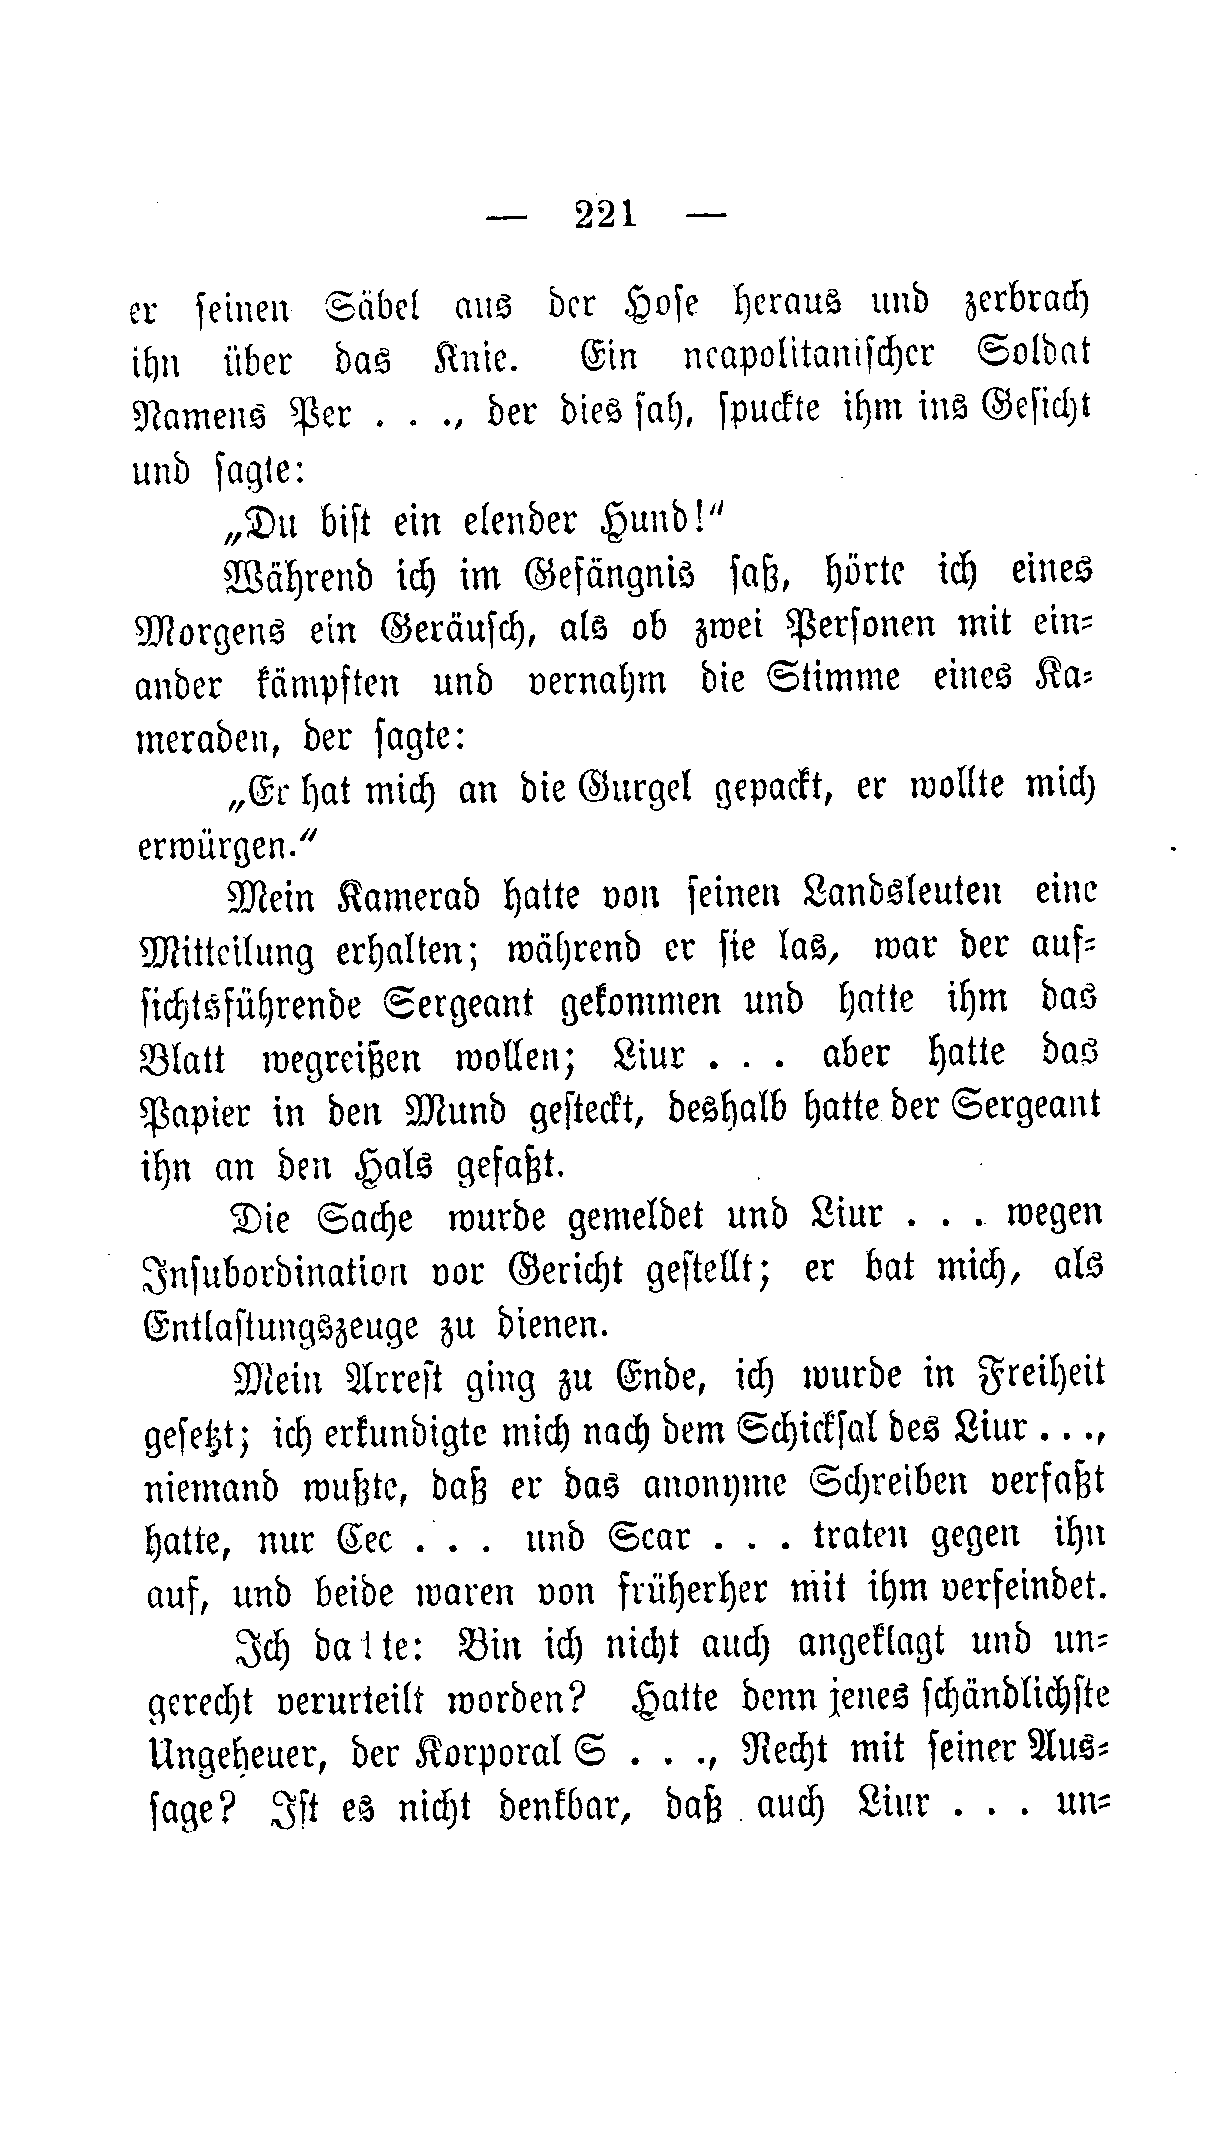 — 221 —
er seinen Säbel aus der Hose heraus und zerbrach
ihn über das Knie. Ein neapolitanischer Soldat
Namens Per . . ., der dies sah, spuckte ihm ins Gesicht
und sagte:
„Du bist ein elender Hund!“
Während ich im Gefängnis saß, hörte ich eines
Morgens ein Geräusch, als ob zwei Personen mit ein-
ander kämpften und vernahm die Stimme eines Ka-
meraden, der sagte:
„Er hat mich an die Gurgel gepackt, er wollte mich
erwürgen.“
Mein Kamerad hatte von seinen Landsleuten eine
Mitteilung erhalten; während er sie las, war der auf-
sichtsführende Sergeant gekommen und hatte ihm das
Blatt wegreißen wollen; Liur . . . aber hatte das
Papier in den Mund gesteckt, deshalb hatte der Sergeant
ihn an den Hals gefaßt.
Die Sache wurde gemeldet und Liur . . . wegen
Insubordination vor Gericht gestellt; er bat mich, als
Entlastungszeuge zu dienen.
Mein Arrest ging zu Ende, ich wurde in Freiheit
gesetzt; ich erkundigte mich nach dem Schicksal des Liur . . .,
niemand wußte, daß er das anonyme Schreiben verfaßt
hatte, nur Cec . . . und Scar . . . traten gegen ihn
auf, und beide waren von früherher mit ihm verfeindet.
Ich : Bin ich nicht auch angeklagt und un-
gerecht verurteilt worden? Hatte denn jenes schändlichste
Ungeheuer, der Korporal S . . ., Recht mit seiner Aus-
sage? Ist es nicht denkbar, daß auch Liur . . . un-